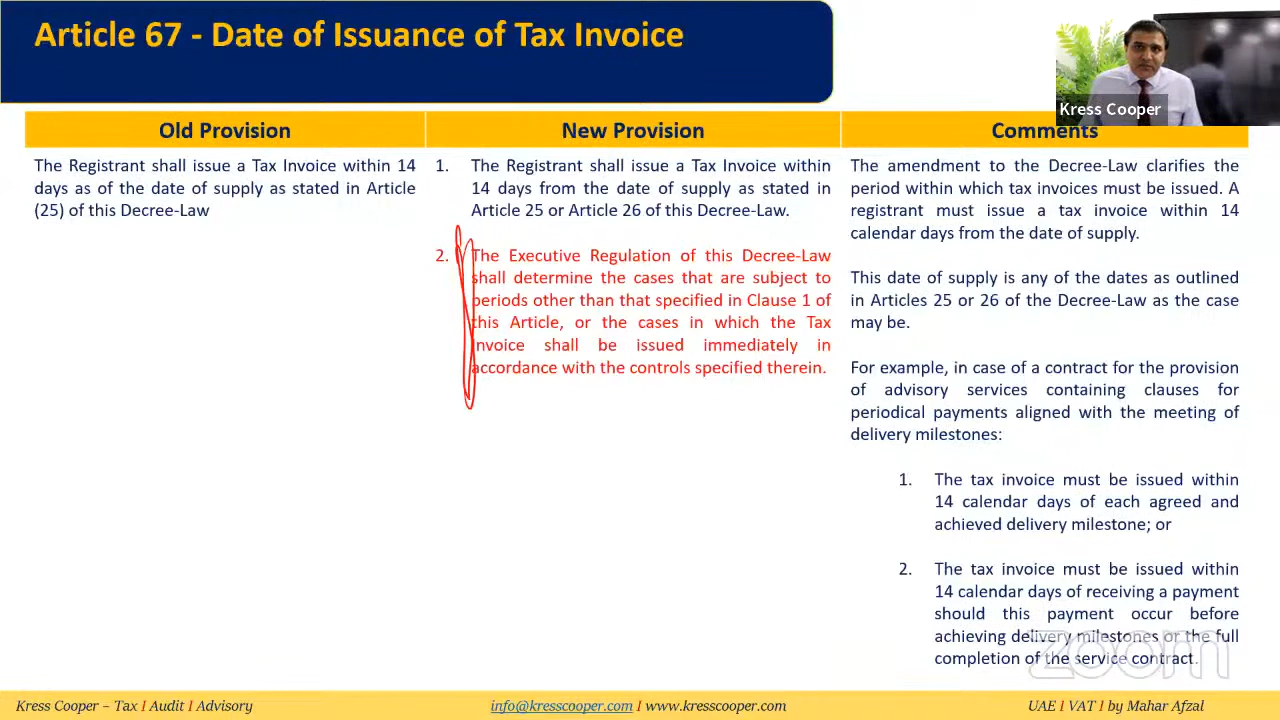 Article 67 - Date of Issuance of Tax Invoice
Kress Cooper
Old Provision
New Provision
Comments
The Registrant shall issue a Tax Invoice within 14
days as of the date of supply as stated in Article
(25) of this Decree-Law
1. The Registrant shall issue a Tax Invoice within
14 days from the date of supply as stated in
Article 25 or Article 26 of this Decree-Law.
2. The Executive Regulation of this Decree-Law
shall determine the cases that are subject to
periods other than that specified in Clause 1 of
this Article, or the cases in which the Tax
Invoice shall be issued immediately in
accordance with the controls specified therein.
The amendment to the Decree-Law clarifies the
period within which tax invoices must be issued. A
registrant must issue a tax invoice within 14
calendar days from the date of supply.
This date of supply is any of the dates as outlined
in Articles 25 or 26 of the Decree-Law as the case
may be.
For example, in case of a contract for the provision
of advisory services containing clauses for
periodical payments aligned with the meeting of
delivery milestones:
1. The tax invoice must be issued within
14 calendar days of each agreed and
achieved delivery milestone; or
2. The tax invoice must be issued within
14 calendar days of receiving a payment
should this payment occur before
achieving delivery milestones or the full
completion of the service contract.
zoom
Kress Cooper – Tax I Audit I Advisory
info@kresscooper.com I www.kresscooper.com
UAE I VAT I by Mahar Afzal